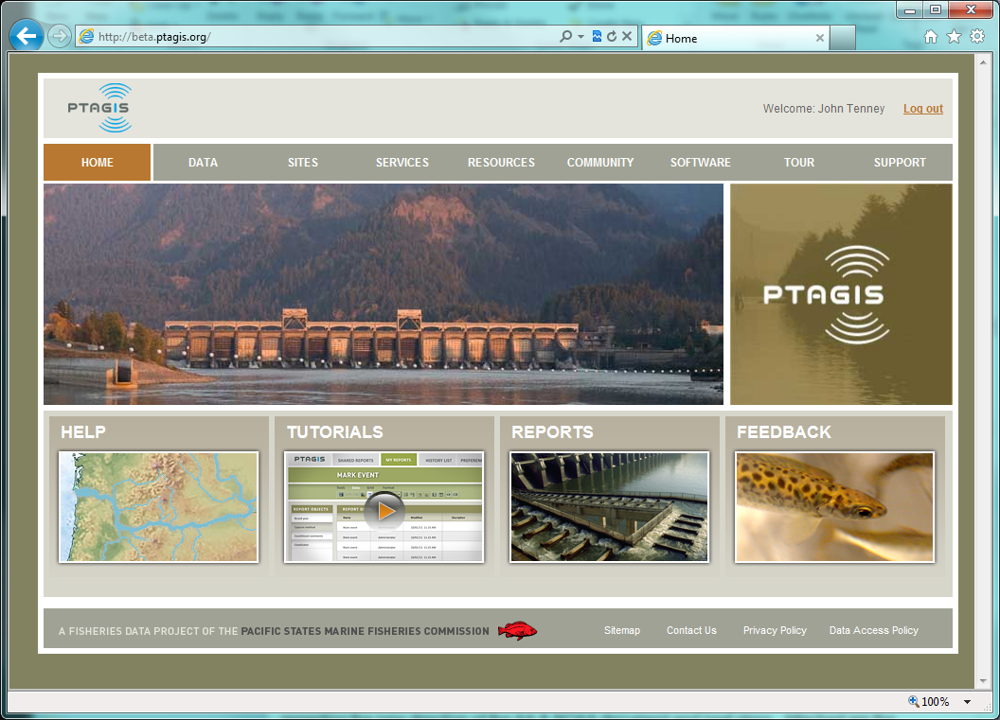 http://beta.ptagis.org/
Home
PTAGIS
Welcome: John Tenney Log out
HOME DATA SITES SERVICES RESOURCES COMMUNITY SOFTWARE TOUR SUPPORT
PTAGIS
HELP TUTORIALS REPORTS FEEDBACK
PTAGIS SHARED REPORTS MY REPORTS HISTORY LIST
MARK EVENT
REPORT OBJECTS
A FISHERIES DATA PROJECT OF THE PACIFIC STATES MARINE FISHERIES COMMISSION Sitemap Contact Us Privacy Policy Data Access Policy
100%